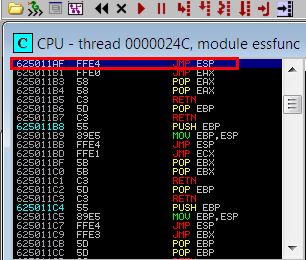 C CPU - thread 0000024C, module essfunc
625011AF FFE4 JMP ESP
625011B1 FFE0 JMP EAX
625011B3 58 POP EAX
625011B4 58 POP EAX
625011B5 C3 RETN
625011B6 5D POP EBP
625011B7 C3 RETN
625011B8 55 PUSH EBP
625011B9 89E5 MOV EBP,ESP
625011BB FFE4 JMP ESP
625011BD FFE1 JMP ECX
625011BF 5B POP EBX
625011C0 5B POP EBX
625011C1 C3 RETN
625011C2 5D POP EBP
625011C3 C3 RETN
625011C4 55 PUSH EBP
625011C5 89E5 MOV EBP,ESP
625011C7 FFE4 JMP ESP
625011C9 FFE3 JMP EBX
625011CB 5D POP EBP
625011CC 5D POP EBP